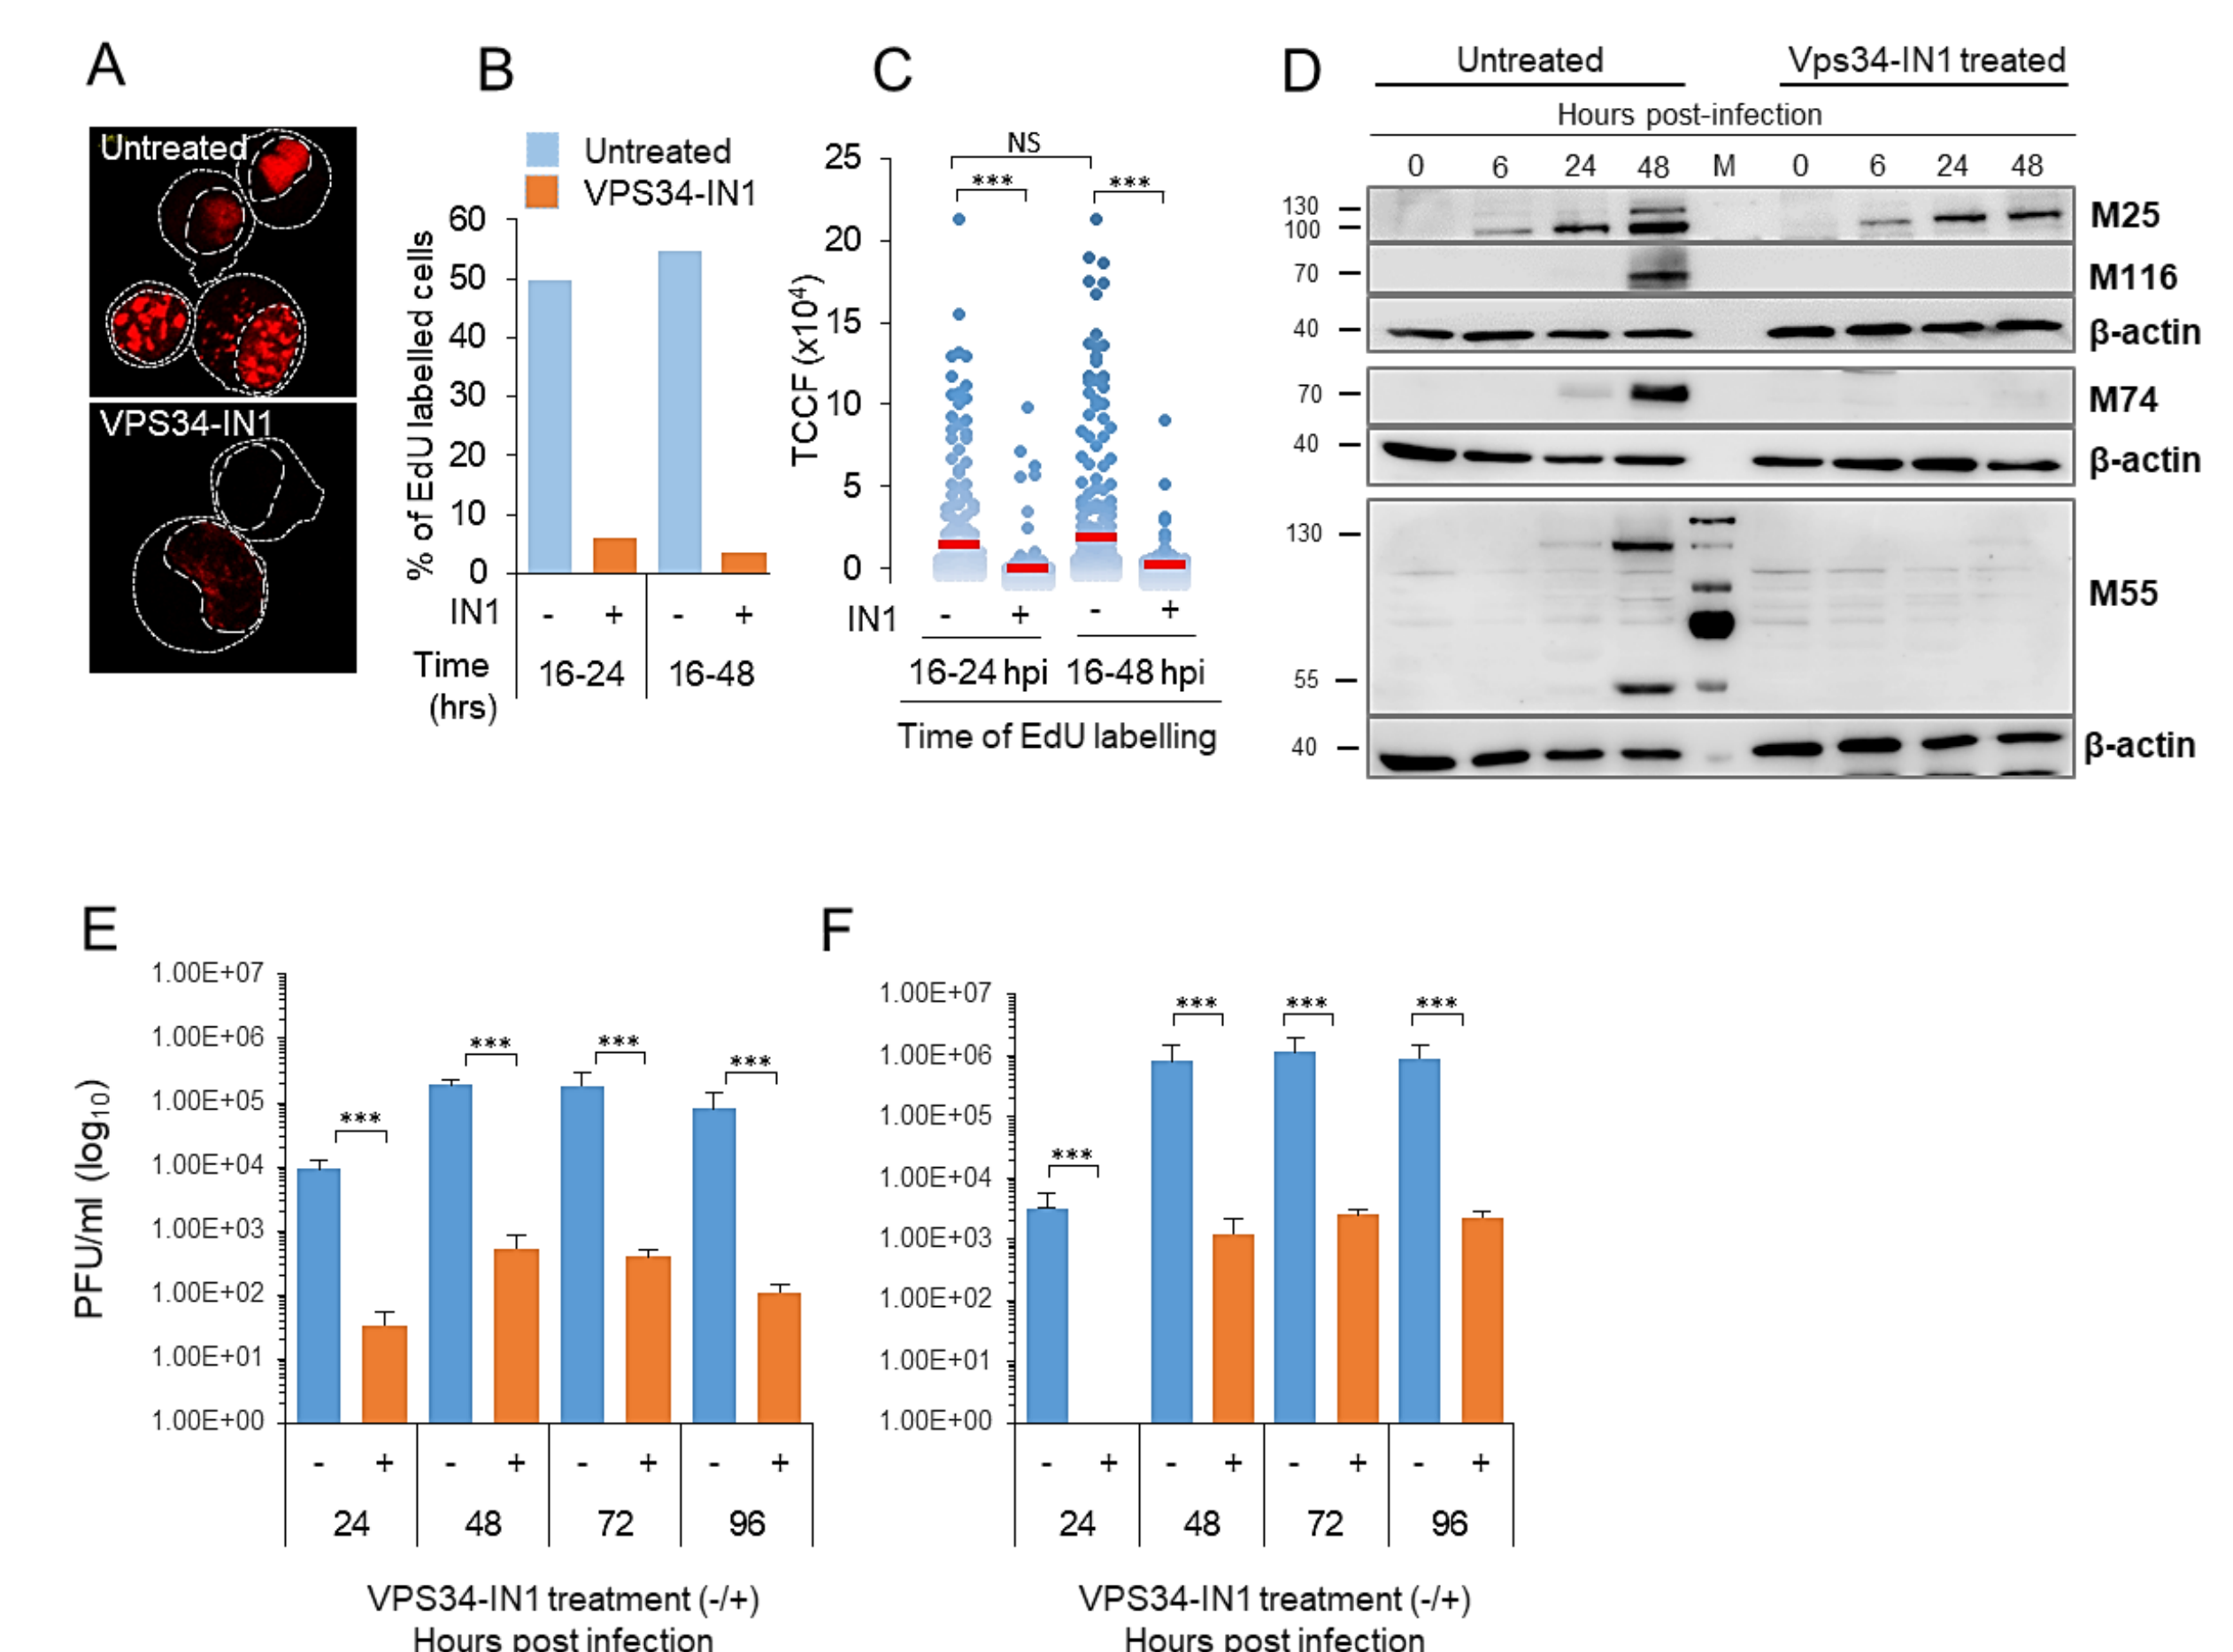 A
Untreated
VPS34-IN1
B
Untreated
VPS34-IN1
% of EdU labelled cells
60
50
40
30
20
10
0
IN1 - + - +
Time (hrs) 16-24 16-48
C
TCCF (x10⁴)
25
20
15
10
5
0
NS
*** ***
IN1 - + - +
16-24 hpi 16-48 hpi
Time of EdU labelling
D
Untreated Vps34-IN1 treated
Hours post-infection
0 6 24 48 M 0 6 24 48
130
100
M25
70 M116
40 β-actin
70 M74
40 β-actin
130
M55
55
40 β-actin
E
PFU/ml (log₁₀)
1.00E+07
1.00E+06
1.00E+05
1.00E+04
1.00E+03
1.00E+02
1.00E+01
1.00E+00
*** *** *** ***
- + - + - + - +
24 48 72 96
VPS34-IN1 treatment (-/+)
Hours post infection
F
1.00E+07
1.00E+06
1.00E+05
1.00E+04
1.00E+03
1.00E+02
1.00E+01
1.00E+00
*** *** *** ***
- + - + - + - +
24 48 72 96
VPS34-IN1 treatment (-/+)
Hours post infection